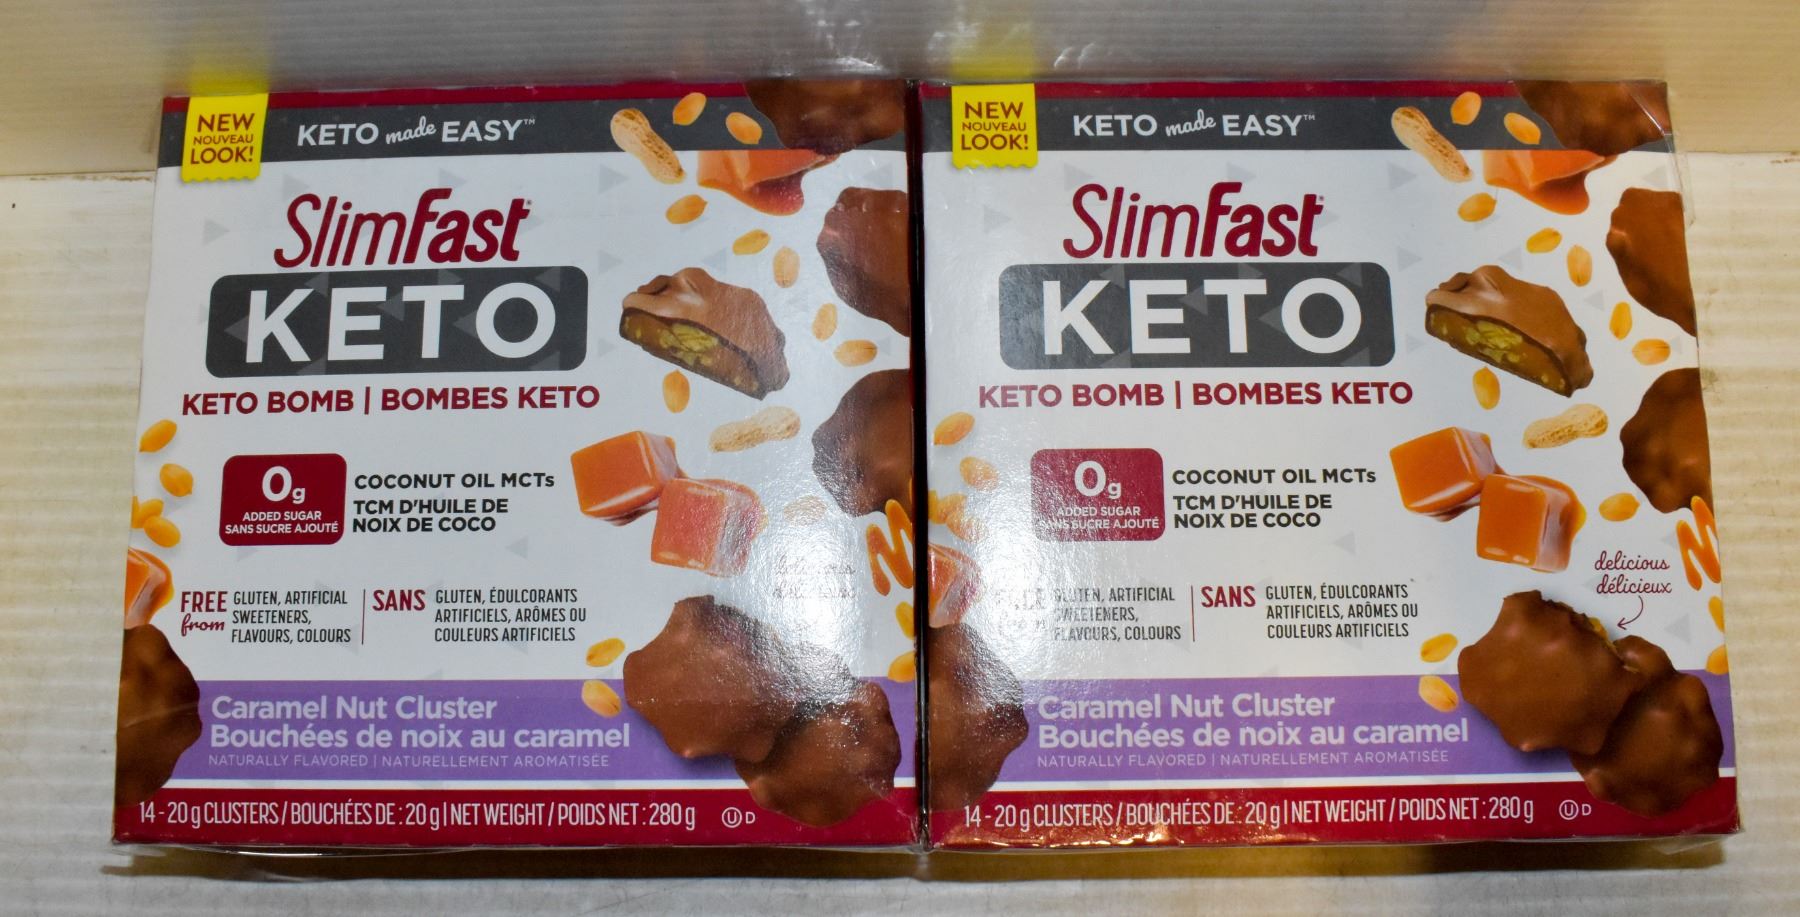 NEW
NOUVEAU
LOOK!
KETO made EASY™
SlimFast®
KETO
KETO BOMB | BOMBES KETO
0g
ADDED SUGAR
SANS SUCRE AJOUTÉ
COCONUT OIL MCTs
TCM D'HUILE DE
NOIX DE COCO
FREE from
GLUTEN, ARTIFICIAL
SWEETENERS,
FLAVOURS, COLOURS
SANS
GLUTEN, ÉDULCORANTS
ARTIFICIELS, ARÔMES OU
COULEURS ARTIFICIELS
Caramel Nut Cluster
Bouchées de noix au caramel
NATURALLY FLAVORED | NATURELLEMENT AROMATISÉE
14 - 20 g CLUSTERS / BOUCHÉES DE : 20 g | NET WEIGHT / POIDS NET : 280 g U D
NEW
NOUVEAU
LOOK!
KETO made EASY™
SlimFast®
KETO
KETO BOMB | BOMBES KETO
0g
ADDED SUGAR
SANS SUCRE AJOUTÉ
COCONUT OIL MCTs
TCM D'HUILE DE
NOIX DE COCO
GLUTEN, ARTIFICIAL
SWEETENERS,
FLAVOURS, COLOURS
SANS
GLUTEN, ÉDULCORANTS
ARTIFICIELS, ARÔMES OU
COULEURS ARTIFICIELS
delicious
délicieux
Caramel Nut Cluster
Bouchées de noix au caramel
NATURALLY FLAVORED | NATURELLEMENT AROMATISÉE
14 - 20 g CLUSTERS / BOUCHÉES DE : 20 g | NET WEIGHT / POIDS NET : 280 g U D